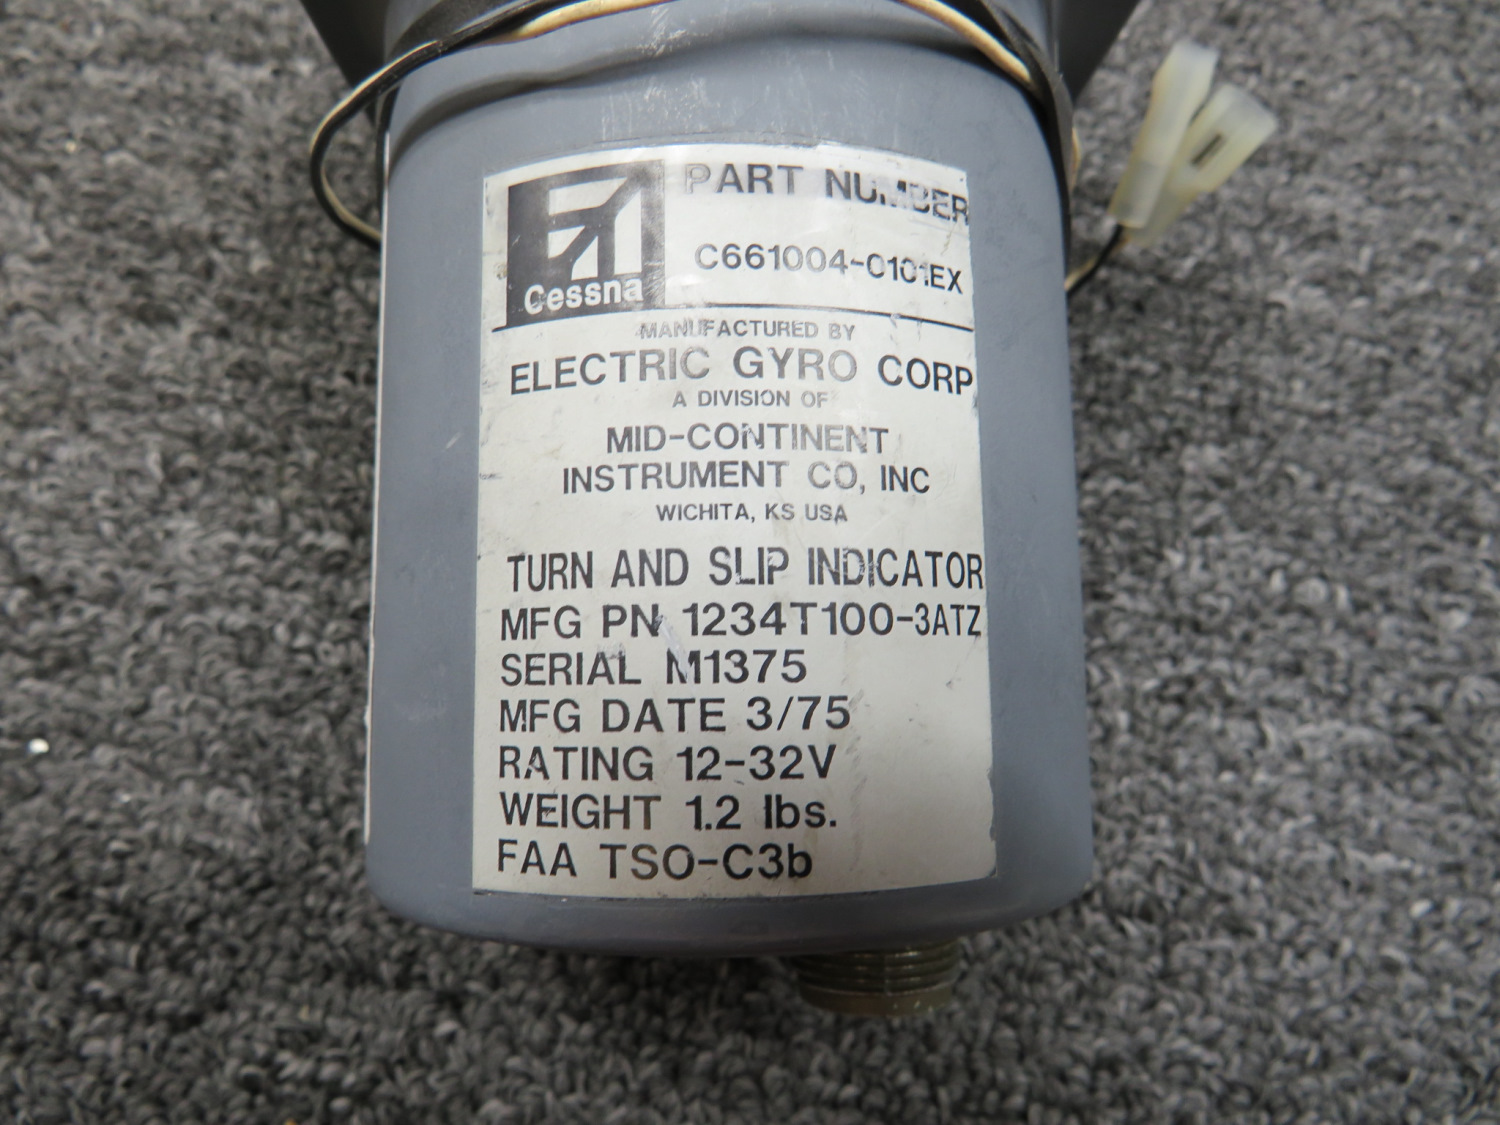 Cessna
PART NUMBER
C661004-0101EX
MANUFACTURED BY
ELECTRIC GYRO CORP
A DIVISION OF
MID-CONTINENT
INSTRUMENT CO, INC
WICHITA, KS USA
TURN AND SLIP INDICATOR
MFG PN 1234T100-3ATZ
SERIAL M1375
MFG DATE 3/75
RATING 12-32V
WEIGHT 1.2 lbs.
FAA TSO-C3b